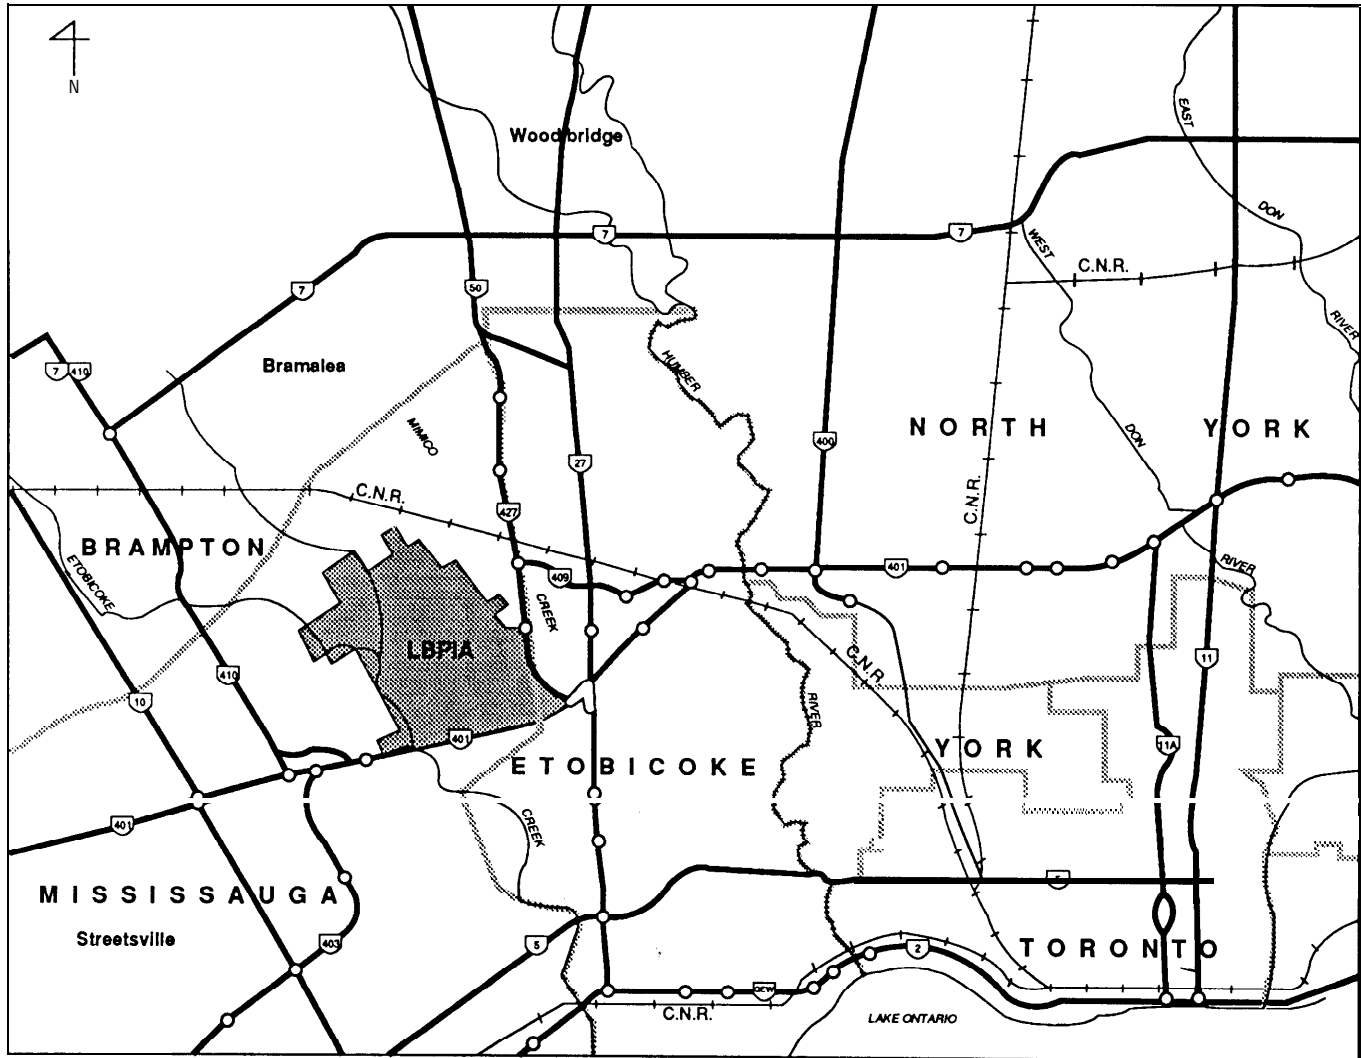 N
Woodbridge
EAST
DON
7
7
WEST
C.N.R.
7
50
RIVER
Bramalea
7
410
HUMBER
MIMICO
400
NORTH YORK
DON
27
C.N.R.
C.N.R.
427
BRAMPTON
ETOBICOKE
409
401
RIVER
CREEK
LBPIA
C.N.R.
11
410
10
RIVER
401
YORK
11A
ETOBICOKE
401
CREEK
MISSISSAUGA
5
Streetsville
403
5
2
TORONTO
QEW
C.N.R.
LAKE ONTARIO